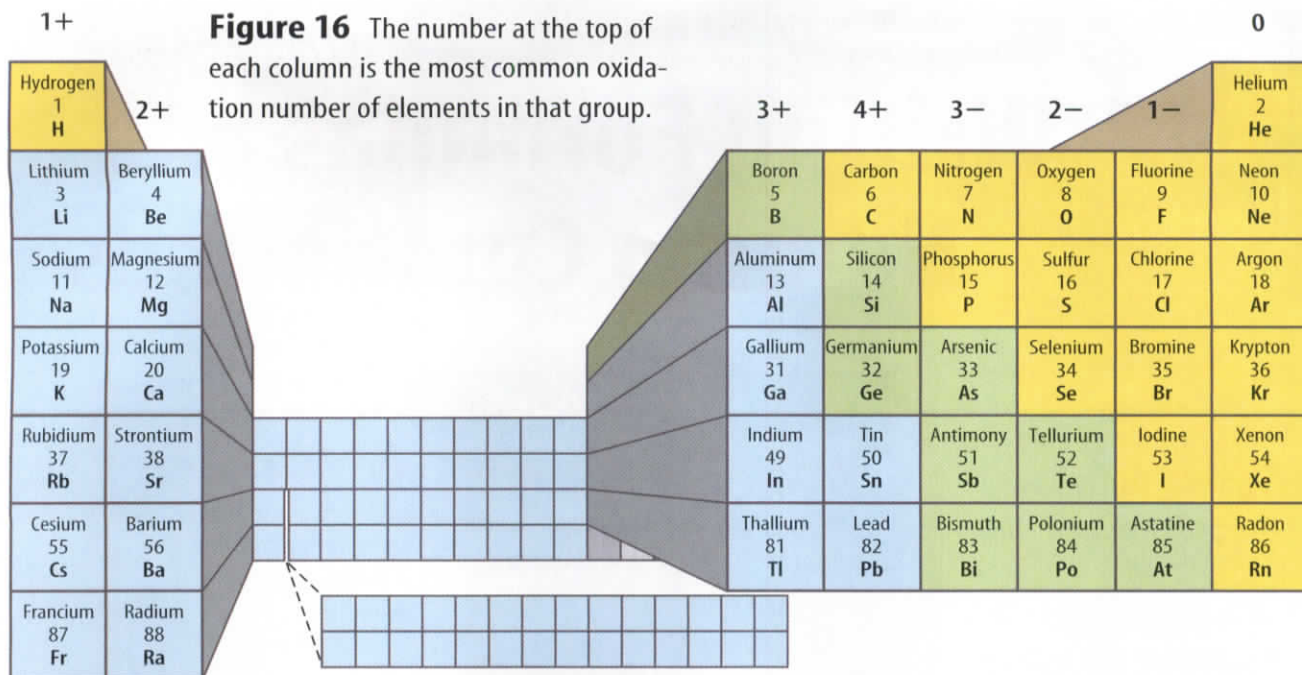 1+
Figure 16 The number at the top of
each column is the most common oxida-
tion number of elements in that group.
0
2+
3+ 4+ 3− 2− 1−
Hydrogen
1
H
Helium
2
He
Lithium Beryllium Boron Carbon Nitrogen Oxygen Fluorine Neon
3 4 5 6 7 8 9 10
Li Be B C N O F Ne
Sodium Magnesium Aluminum Silicon Phosphorus Sulfur Chlorine Argon
11 12 13 14 15 16 17 18
Na Mg Al Si P S Cl Ar
Potassium Calcium Gallium Germanium Arsenic Selenium Bromine Krypton
19 20 31 32 33 34 35 36
K Ca Ga Ge As Se Br Kr
Rubidium Strontium Indium Tin Antimony Tellurium Iodine Xenon
37 38 49 50 51 52 53 54
Rb Sr In Sn Sb Te I Xe
Cesium Barium Thallium Lead Bismuth Polonium Astatine Radon
55 56 81 82 83 84 85 86
Cs Ba Tl Pb Bi Po At Rn
Francium Radium
87 88
Fr Ra